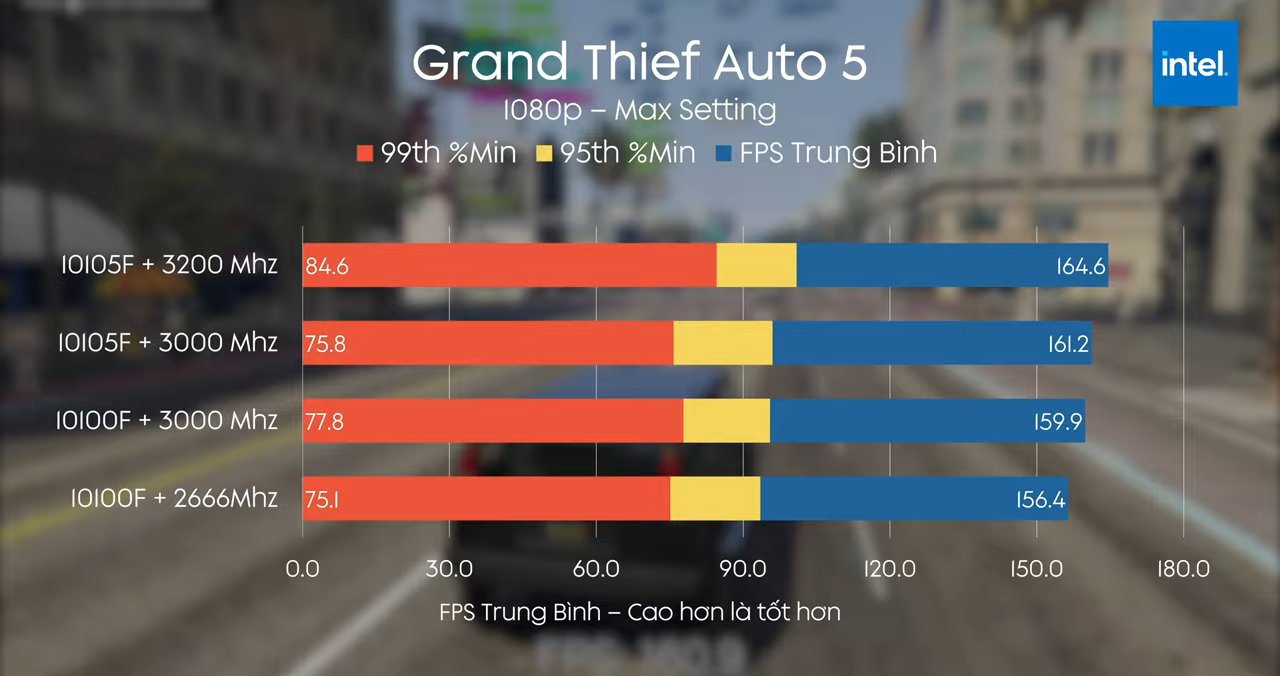 Grand Thief Auto 5
intel.
1080p – Max Setting
99th %Min 95th %Min FPS Trung Bình
10105F + 3200 Mhz 84.6 164.6
10105F + 3000 Mhz 75.8 161.2
10100F + 3000 Mhz 77.8 159.9
10100F + 2666Mhz 75.1 156.4
0.0 30.0 60.0 90.0 120.0 150.0 180.0
FPS Trung Bình – Cao hơn là tốt hơn